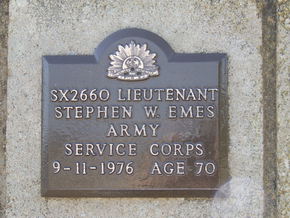 SX2660 LIEUTENANT
STEPHEN W. EMES
ARMY
SERVICE CORPS
9-11-1976 AGE 70